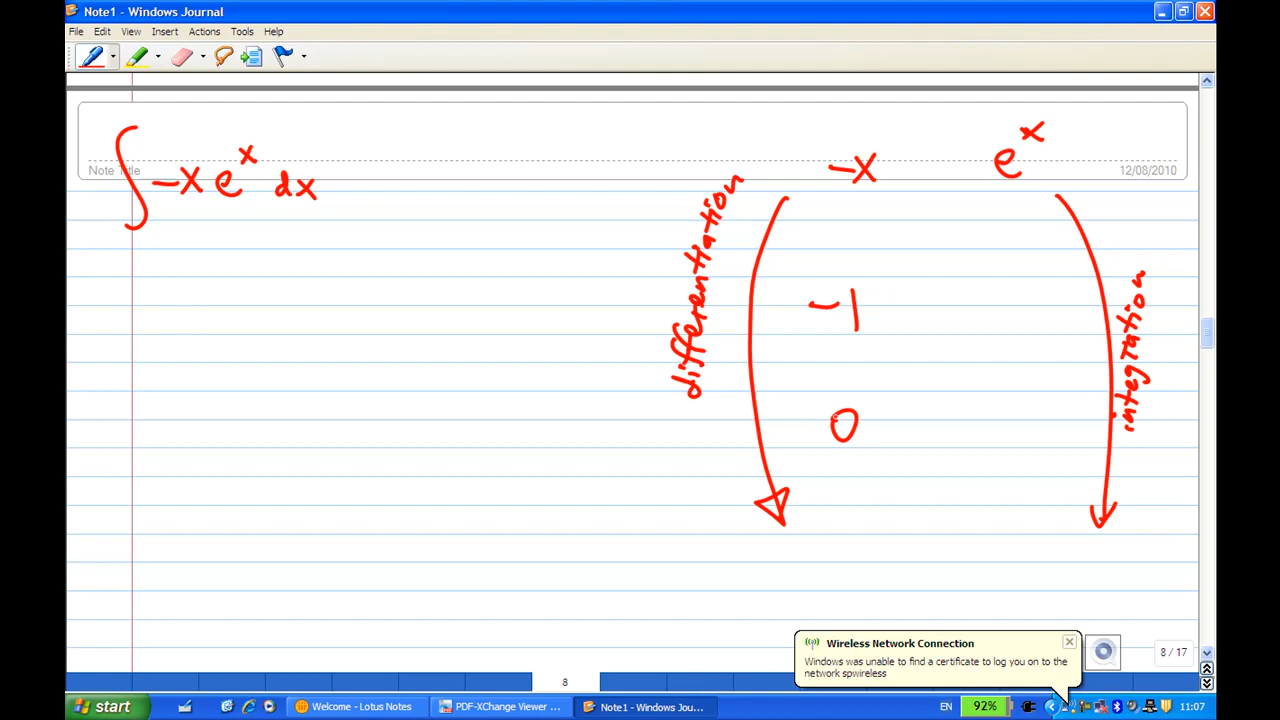 Note1 - Windows Journal
File Edit View Insert Actions Tools Help
Note Title
12/08/2010
∫ -x e^x dx
-x e^x
differentiation
-1
0
integration
Wireless Network Connection
Windows was unable to find a certificate to log you on to the
network spwireless
8 / 17
8
start
Welcome - Lotus Notes
PDF-XChange Viewer ...
Note1 - Windows Jou...
EN
92%
11:07